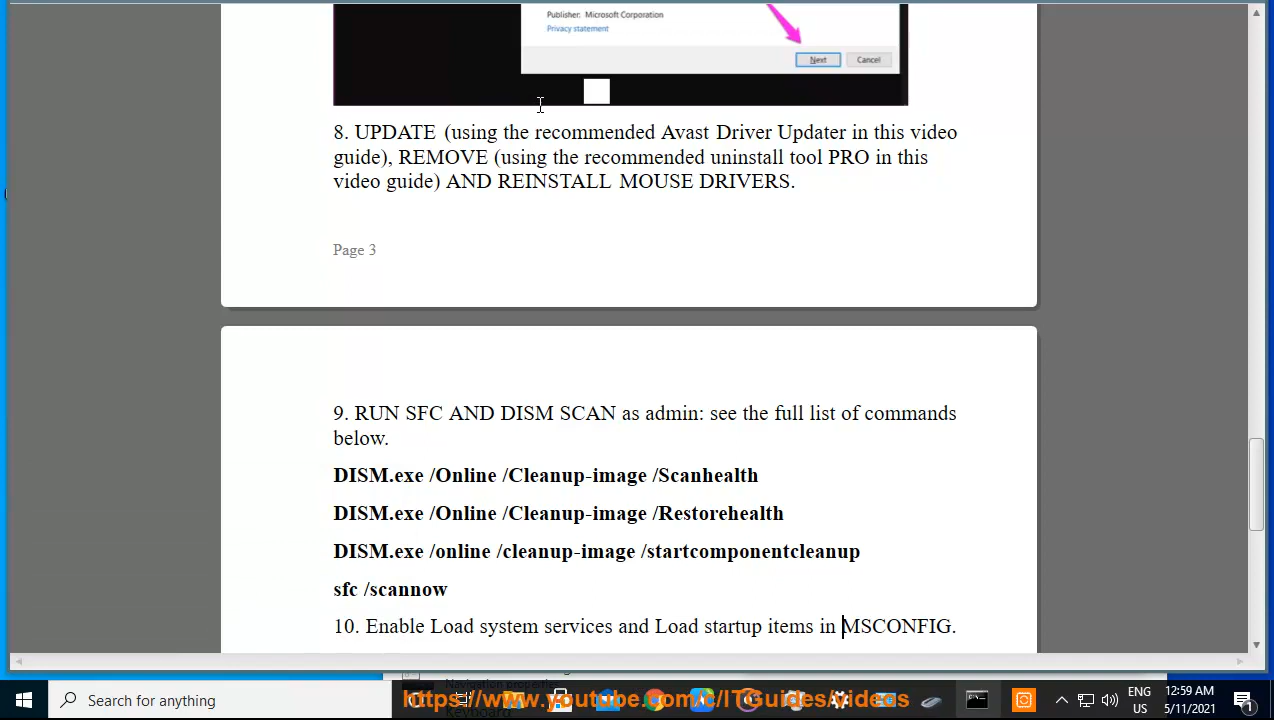 Publisher: Microsoft Corporation
Privacy statement
Next Cancel
8. UPDATE (using the recommended Avast Driver Updater in this video
guide), REMOVE (using the recommended uninstall tool PRO in this
video guide) AND REINSTALL MOUSE DRIVERS.
Page 3
9. RUN SFC AND DISM SCAN as admin: see the full list of commands
below.
DISM.exe /Online /Cleanup-image /Scanhealth
DISM.exe /Online /Cleanup-image /Restorehealth
DISM.exe /online /cleanup-image /startcomponentcleanup
sfc /scannow
10. Enable Load system services and Load startup items in MSCONFIG.
Navigation properties
Keyboard
Search for anything
https://www.youtube.com/c/ITGuides/videos
ENG
US
12:59 AM
5/11/2021
1